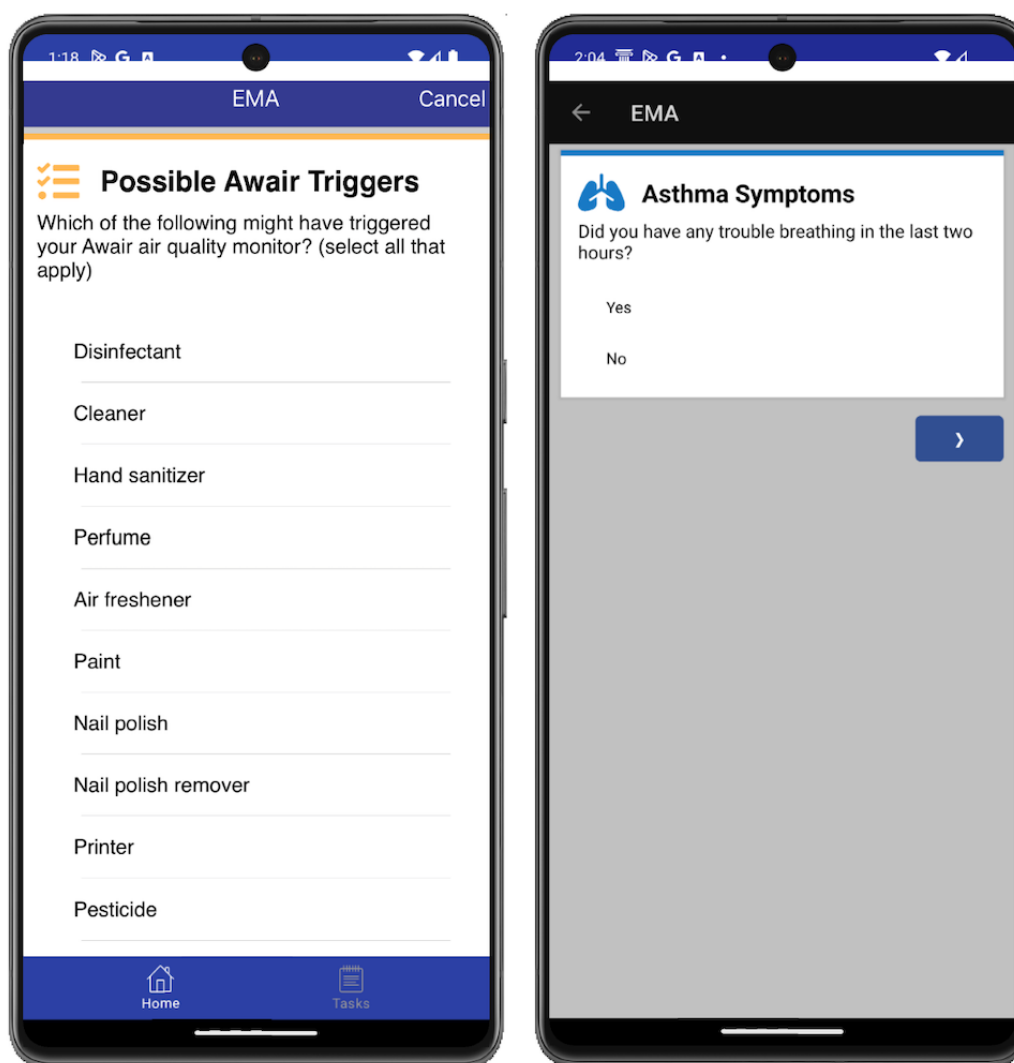 1:18 G A
EMA Cancel
Possible Awair Triggers
Which of the following might have triggered
your Awair air quality monitor? (select all that
apply)
Disinfectant
Cleaner
Hand sanitizer
Perfume
Air freshener
Paint
Nail polish
Nail polish remover
Printer
Pesticide
Home Tasks
2:04 G A
EMA
Asthma Symptoms
Did you have any trouble breathing in the last two
hours?
Yes
No